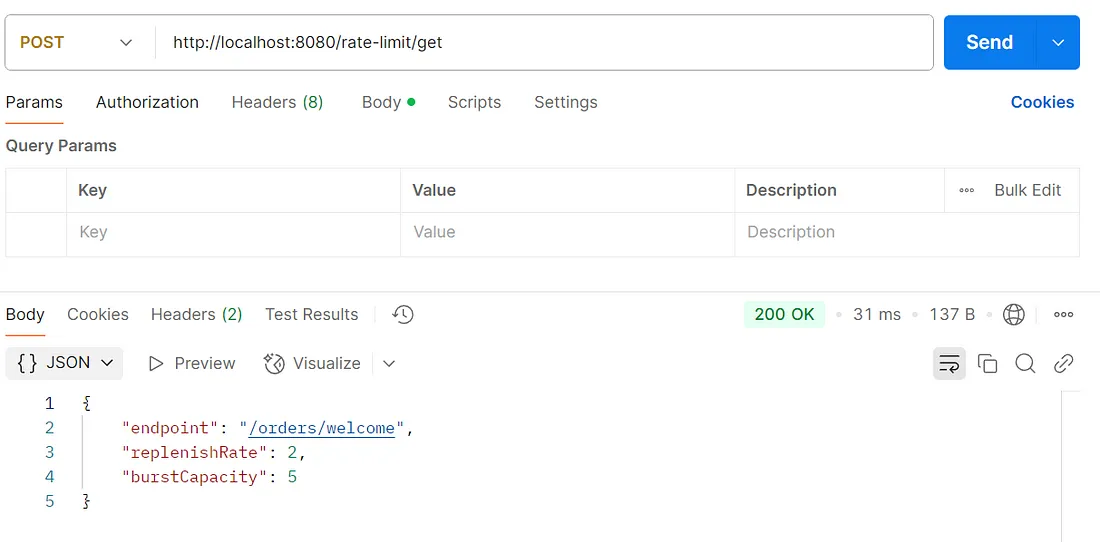 POST http://localhost:8080/rate-limit/get Send
Params Authorization Headers (8) Body Scripts Settings Cookies
Query Params
Key Value Description Bulk Edit
Key Value Description
Body Cookies Headers (2) Test Results 200 OK 31 ms 137 B
{} JSON Preview Visualize
1 {
2 "endpoint": "/orders/welcome",
3 "replenishRate": 2,
4 "burstCapacity": 5
5 }